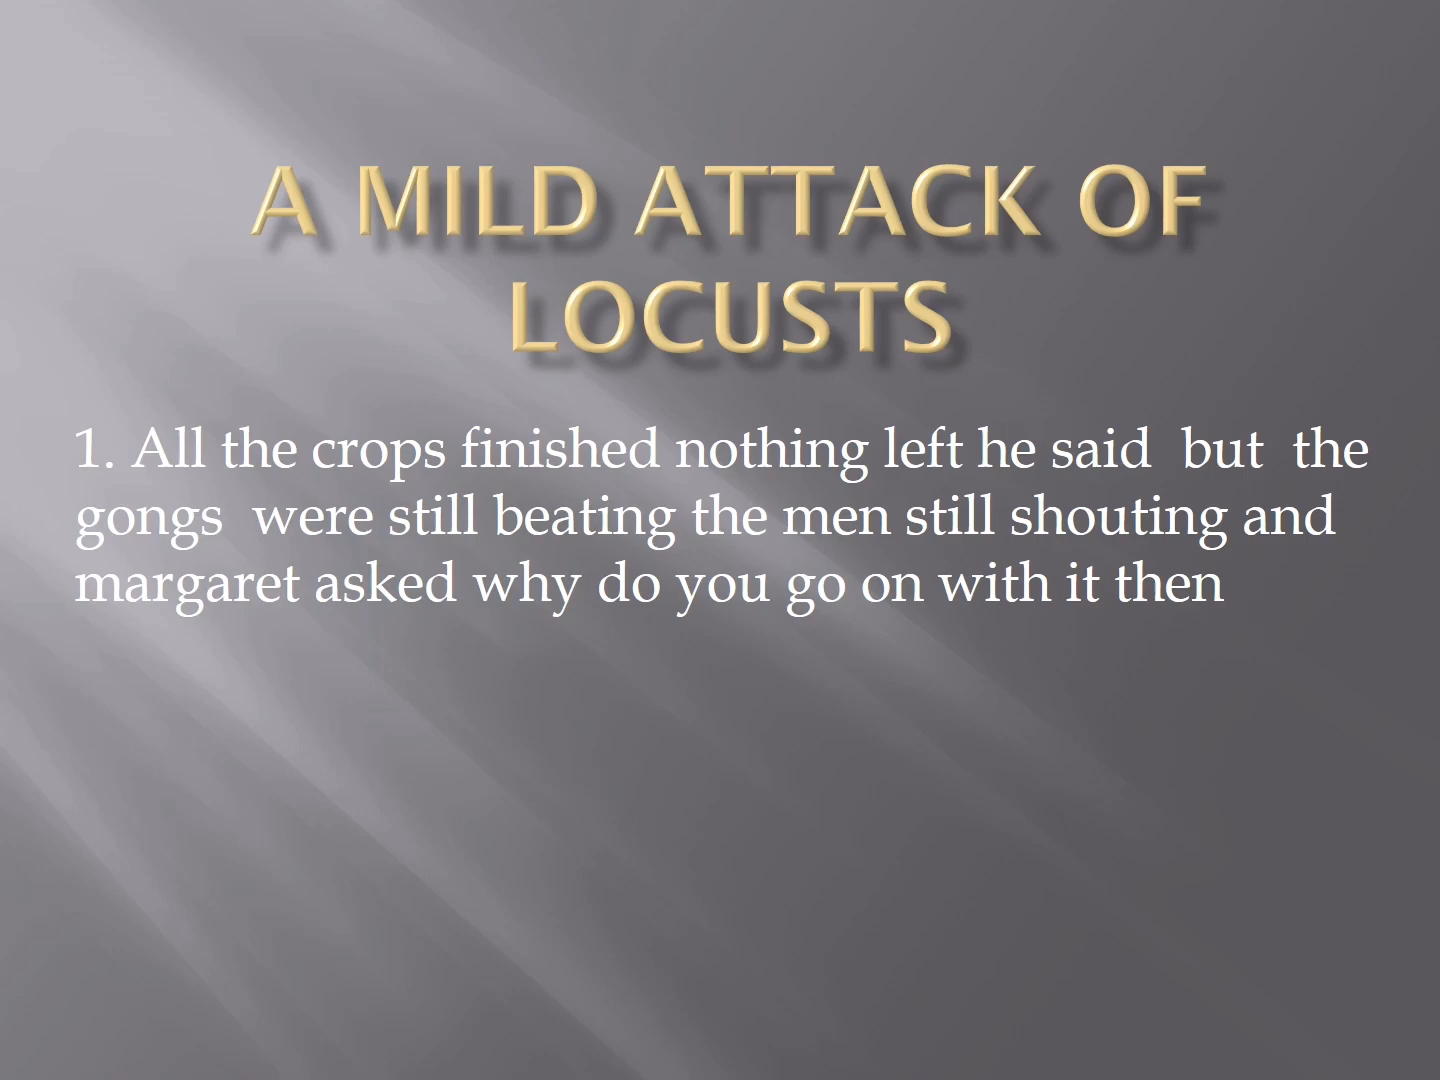 A MILD ATTACK OF
LOCUSTS
1. All the crops finished nothing left he said  but  the
gongs  were still beating the men still shouting and
margaret asked why do you go on with it then